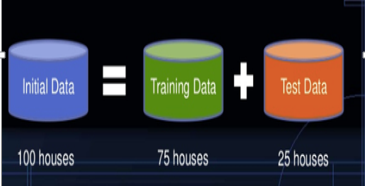 Initial Data = Training Data + Test Data
100 houses 75 houses 25 houses